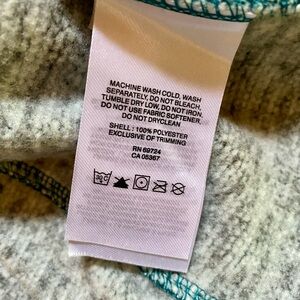 MACHINE WASH COLD, WASH
SEPARATELY, DO NOT BLEACH,
TUMBLE DRY LOW, DO NOT IRON,
DO NOT USE FABRIC SOFTENER,
DO NOT DRYCLEAN
SHELL : 100% POLYESTER
EXCLUSIVE OF TRIMMING
RN 69724
CA 05367